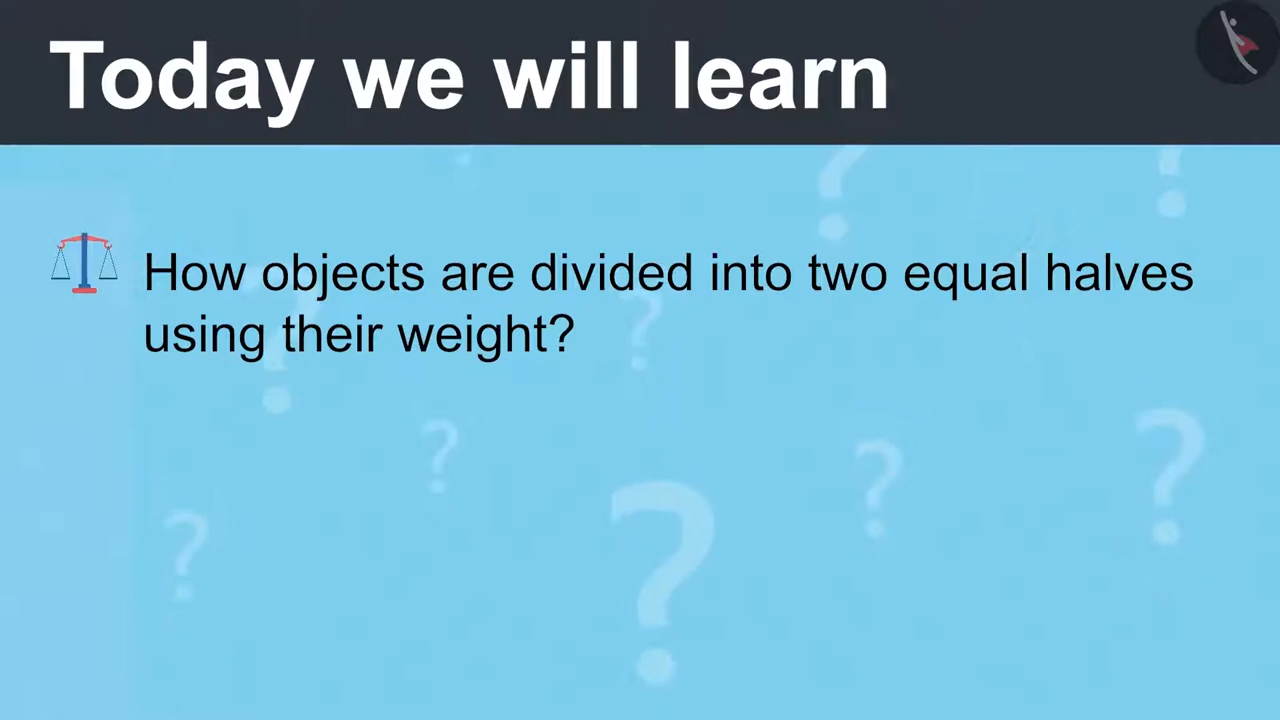 Today we will learn
How objects are divided into two equal halves
using their weight?